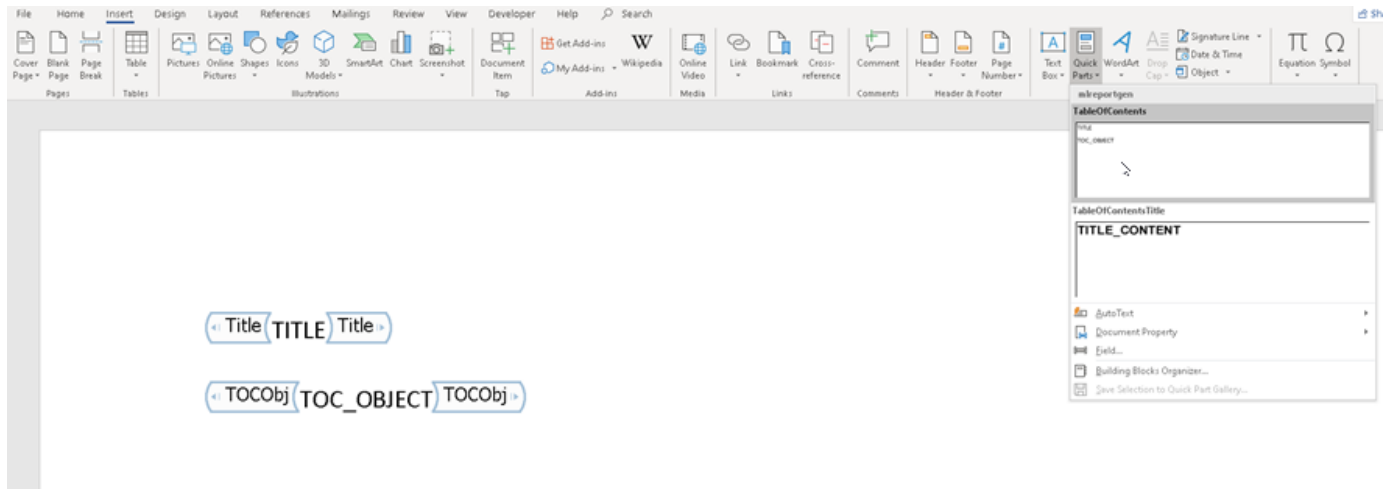 File Home Insert Design Layout References Mailings Review View Developer Help Search Sh
Cover Page Blank Page Page Break Table Pictures Online Pictures Shapes Icons 3D Models SmartArt Chart Screenshot Document Item Get Add-ins My Add-ins Wikipedia Online Video Link Bookmark Cross-reference Comment Header Footer Page Number Text Box Quick Parts WordArt Drop Cap Signature Line Date & Time Object Equation Symbol
Pages Tables Illustrations Tap Add-ins Media Links Comments Header & Footer
mlreportgen
TableOfContents
TITLE
TOC_OBJECT
TableOfContentsTitle
TITLE_CONTENT
AutoText
Document Property
Field...
Building Blocks Organizer...
Save Selection to Quick Part Gallery...
Title TITLE Title
TOCObj TOC_OBJECT TOCObj